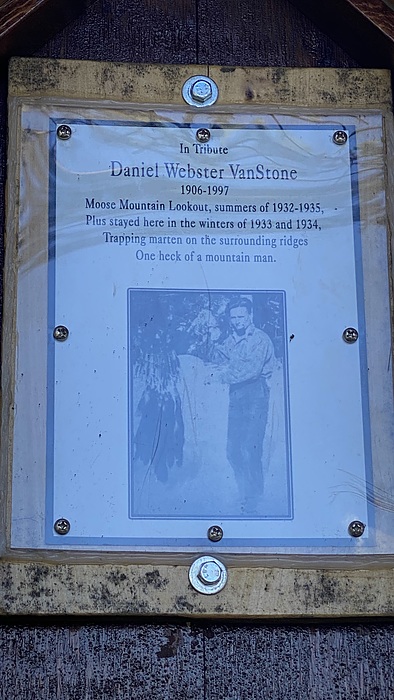 In Tribute
Daniel Webster VanStone
1906-1997
Moose Mountain Lookout, summers of 1932-1935,
Plus stayed here in the winters of 1933 and 1934,
Trapping marten on the surrounding ridges
One heck of a mountain man.